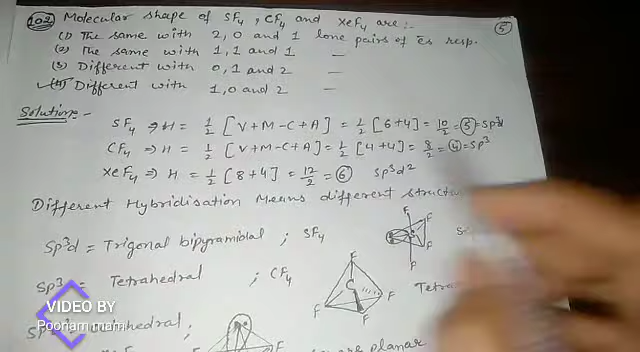 102 Molecular shape of SF4, CF4 and XeF4 are :-
(1) The same with 2, 0 and 1 lone pairs of ēs resp.
(2) The same with 1, 1 and 1 —
(3) Different with 0, 1 and 2 —
(4) Different with 1, 0 and 2 —
5
Solution:-
SF4 => H = 1/2 [V+M-C+A] = 1/2 [6+4] = 10/2 = 5 = sp3d
CF4 => H = 1/2 [V+M-C+A] = 1/2 [4+4] = 8/2 = 4 = sp3
XeF4 => H = 1/2 [8+4] = 12/2 = 6 sp3d2
Different Hybridisation Means different
Sp3d = Trigonal bipyramidal ; SF4
F
F
F
Sp3 = Tetrahedral ; CF4
F
C
F
F
F
VIDEO BY
Poonam mam
planar